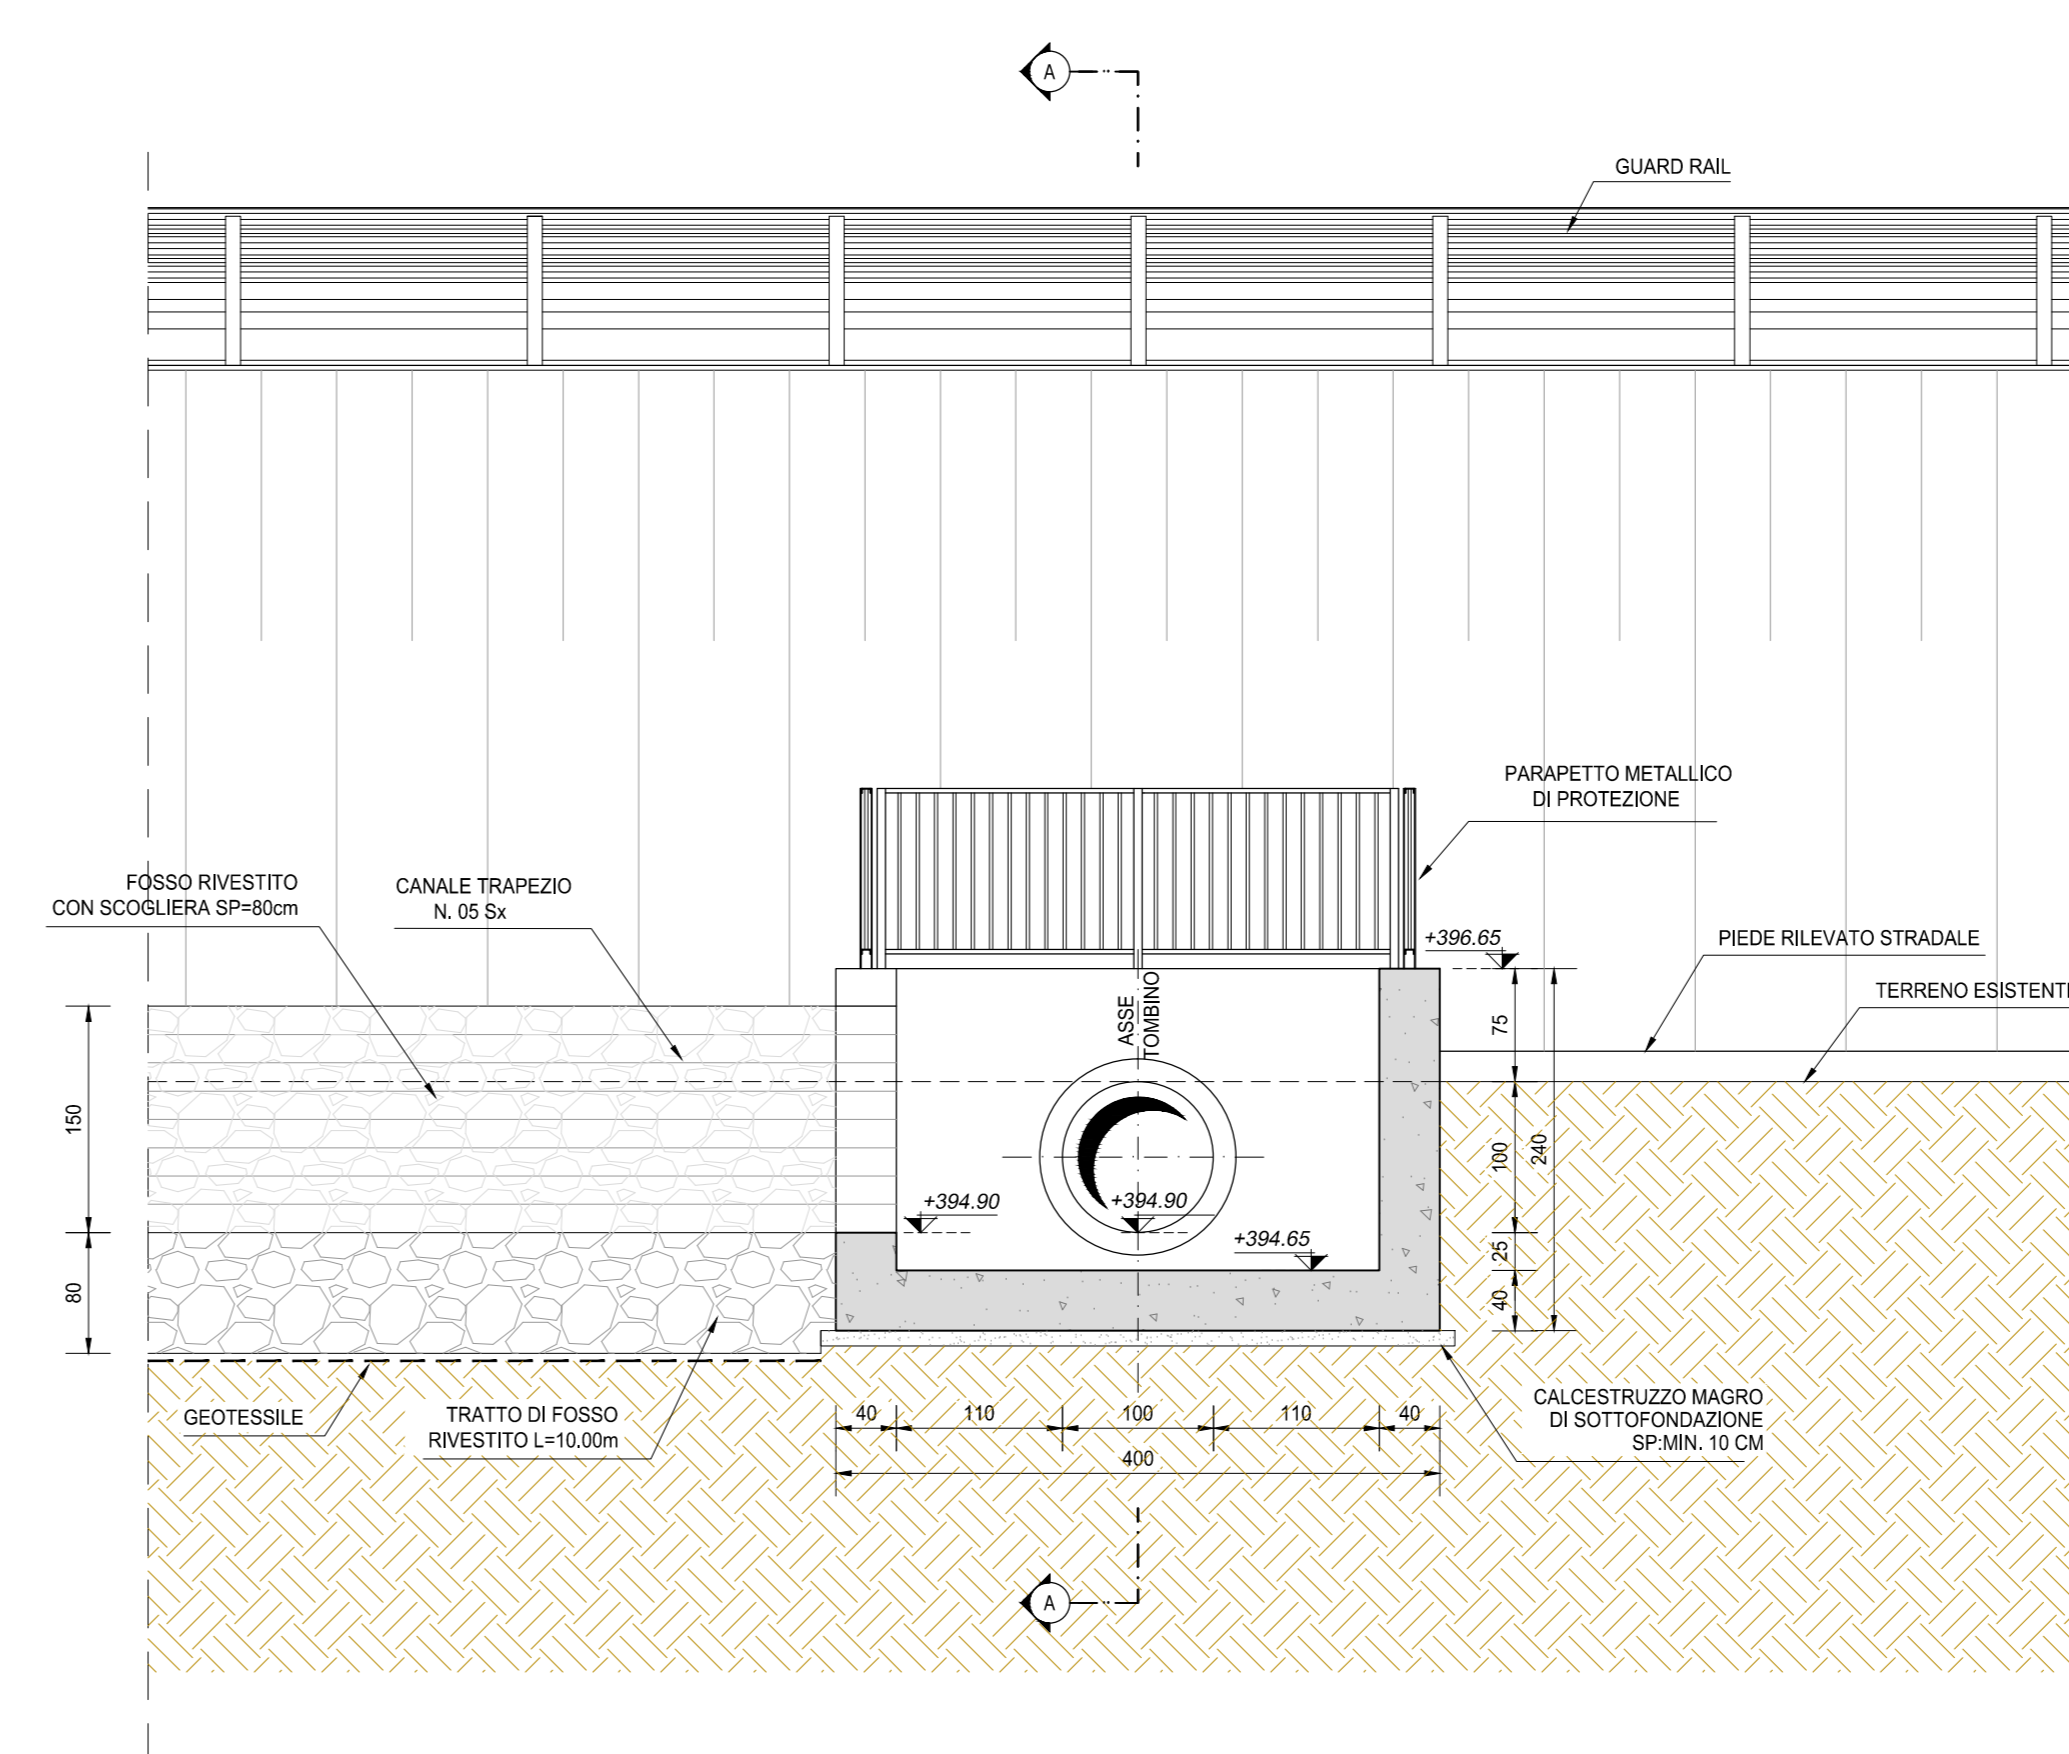 A
GUARD RAIL
PARAPETTO METALLICO
DI PROTEZIONE
FOSSO RIVESTITO
CON SCOGLIERA SP=80cm
CANALE TRAPEZIO
N. 05 Sx
+396.65
PIEDE RILEVATO STRADALE
TERRENO ESISTENTE
ASSE
TOMBINO
75
150
100
240
+394.90
+394.90
+394.65
25
80
40
GEOTESSILE
TRATTO DI FOSSO
RIVESTITO L=10.00m
40
110
100
110
40
400
CALCESTRUZZO MAGRO
DI SOTTOFONDAZIONE
SP:MIN. 10 CM
A